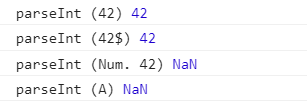 parseInt (42) 42
parseInt (42$) 42
parseInt (Num. 42) NaN
parseInt (A) NaN